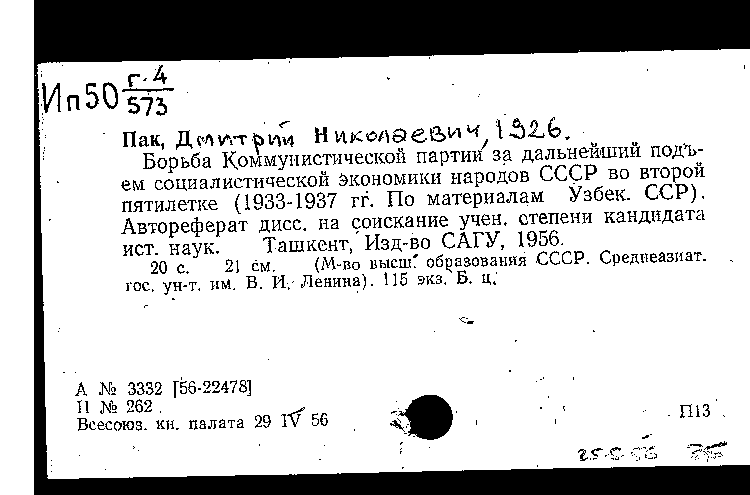 Ип50 г.4
573
Пак, Дмитрий Николаевич, 1926.
Борьба Коммунистической партии за дальнейший подъ-
ем социалистической экономики народов СССР во второй
пятилетке (1933-1937 гг. По материалам Узбек. ССР).
Автореферат дисс. на соискание учен. степени кандидата
ист. наук. Ташкент, Изд-во САГУ, 1956.
20 с. 21 см. (М-во высш. образования СССР. Среднеазиат.
гос. ун-т. им. В. И. Ленина). 115 экз. Б. ц.
А № 3332 [56-22478]
П № 262
Всесоюз. кн. палата 29 IV 56
П13
25-5-56